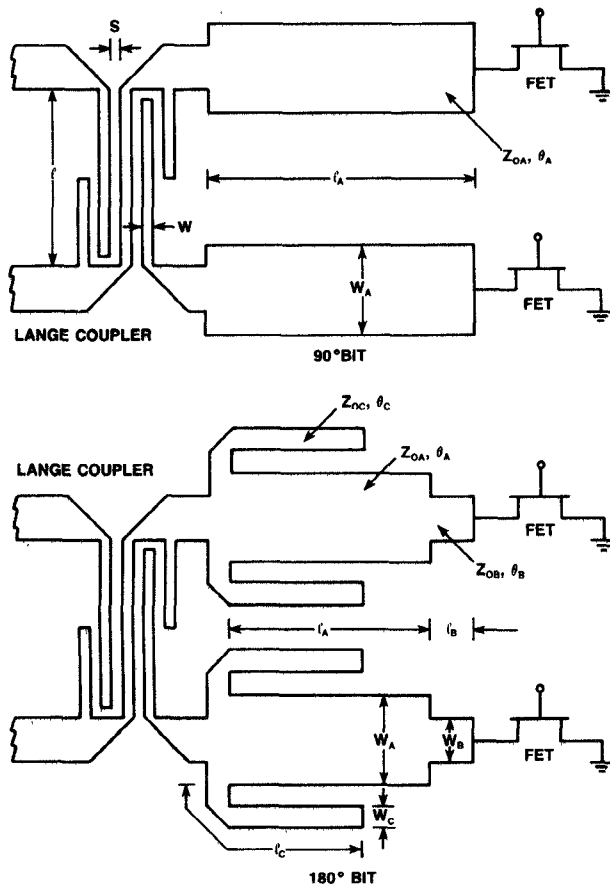 S
FET
Z_OA, θ_A
ℓ
ℓ_A
W
W_A
FET
LANGE COUPLER
90° BIT
Z_OC, θ_C
LANGE COUPLER
Z_OA, θ_A
FET
Z_OB, θ_B
ℓ_A
ℓ_B
W_A
W_B
FET
W_C
ℓ_C
180° BIT